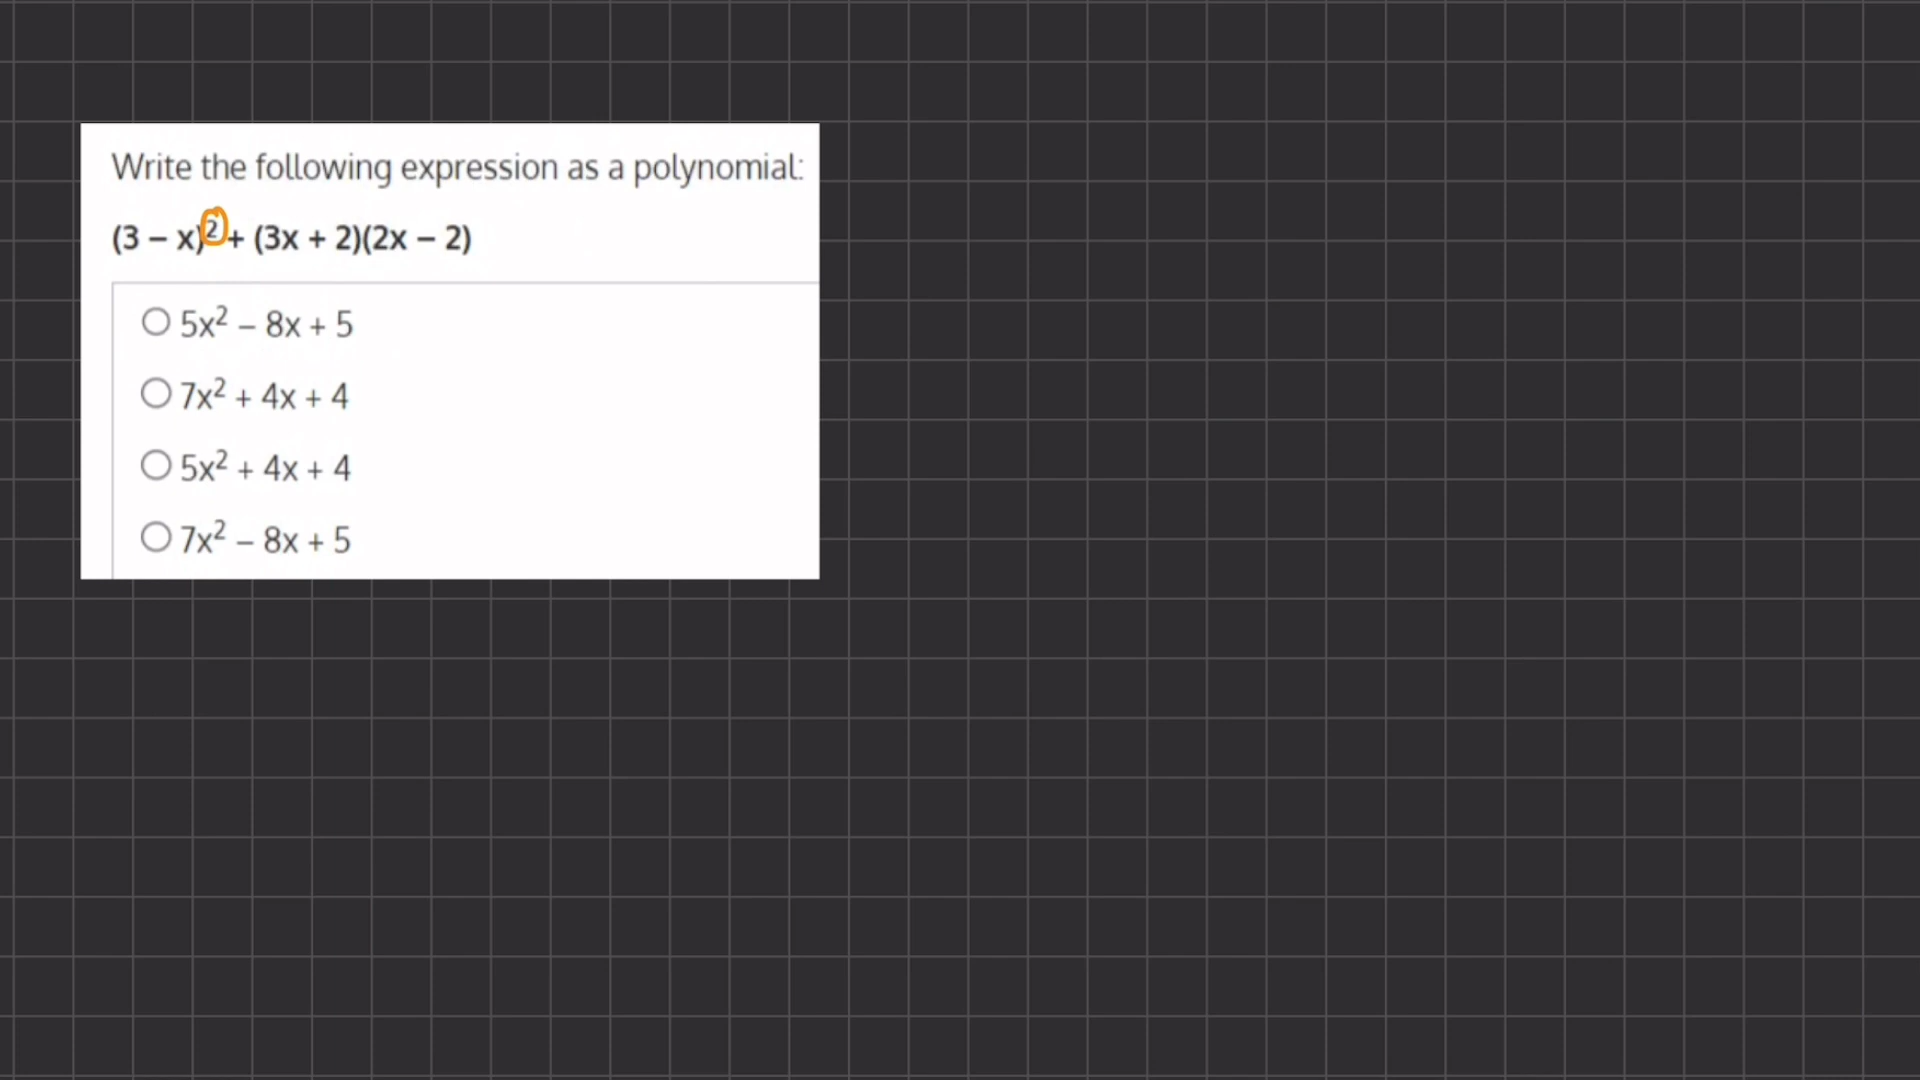 Write the following expression as a polynomial:
(3 – x)² + (3x + 2)(2x – 2)
5x² – 8x + 5
7x² + 4x + 4
5x² + 4x + 4
7x² – 8x + 5